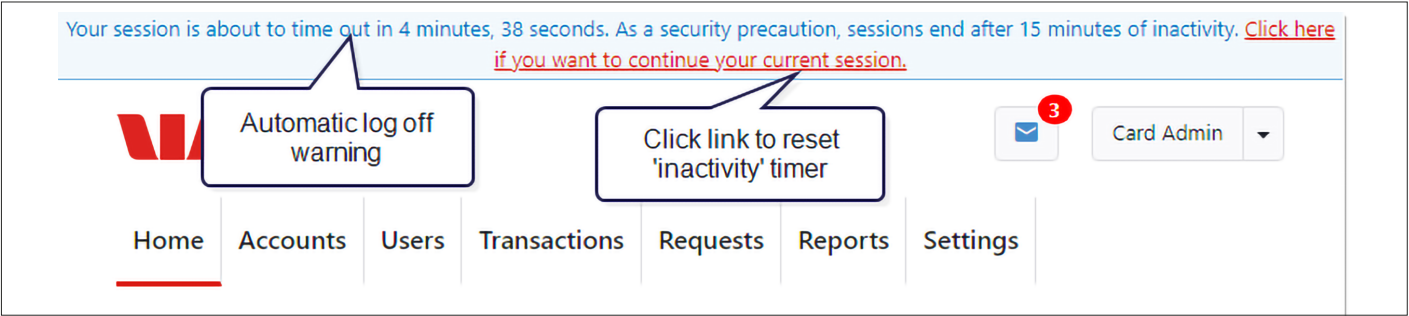 Your session is about to time out in 4 minutes, 38 seconds. As a security precaution, sessions end after 15 minutes of inactivity. Click here
if you want to continue your current session.
Automatic log off
warning
Click link to reset
'inactivity' timer
3
Card Admin
Home Accounts Users Transactions Requests Reports Settings